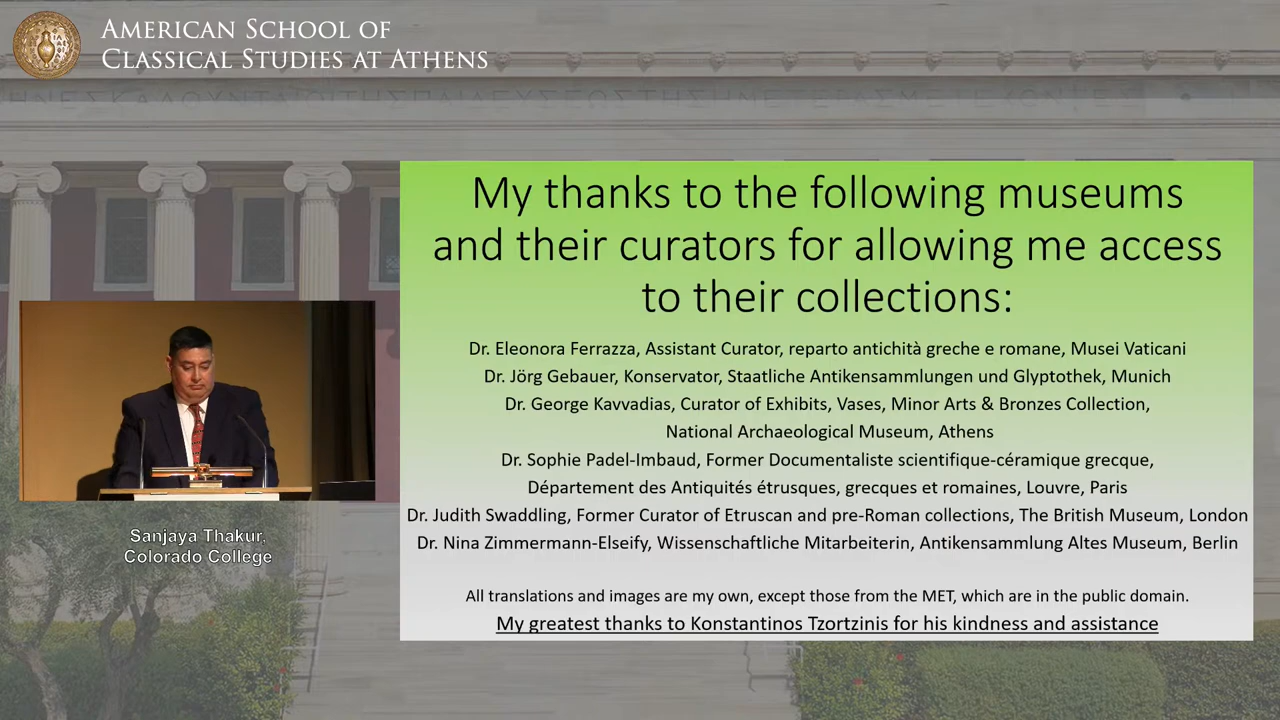 AMERICAN SCHOOL OF
CLASSICAL STUDIES AT ATHENS
My thanks to the following museums
and their curators for allowing me access
to their collections:
Dr. Eleonora Ferrazza, Assistant Curator, reparto antichità greche e romane, Musei Vaticani
Dr. Jörg Gebauer, Konservator, Staatliche Antikensammlungen und Glyptothek, Munich
Dr. George Kavvadias, Curator of Exhibits, Vases, Minor Arts & Bronzes Collection,
National Archaeological Museum, Athens
Dr. Sophie Padel-Imbaud, Former Documentaliste scientifique-céramique grecque,
Département des Antiquités étrusques, grecques et romaines, Louvre, Paris
Dr. Judith Swaddling, Former Curator of Etruscan and pre-Roman collections, The British Museum, London
Dr. Nina Zimmermann-Elseify, Wissenschaftliche Mitarbeiterin, Antikensammlung Altes Museum, Berlin
All translations and images are my own, except those from the MET, which are in the public domain.
My greatest thanks to Konstantinos Tzortzinis for his kindness and assistance
Sanjaya Thakur,
Colorado College